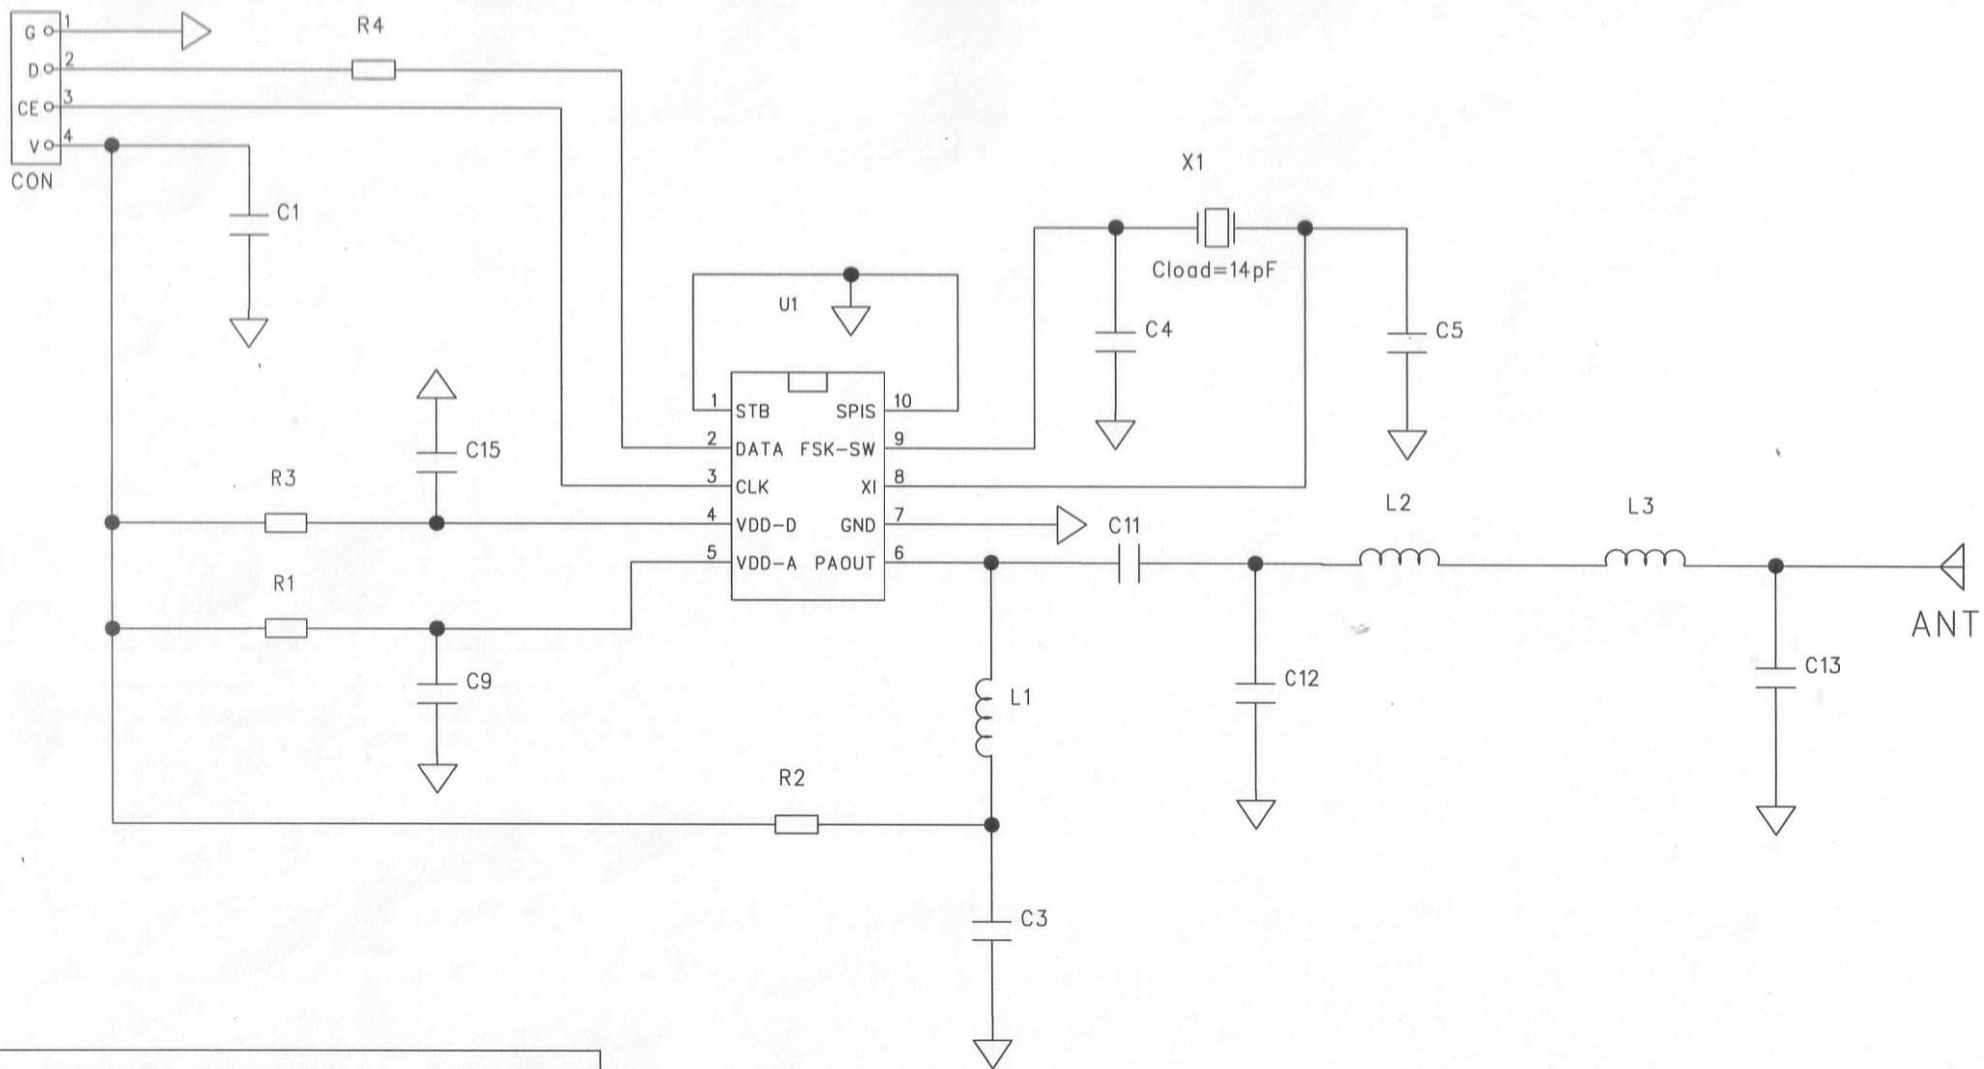 G 1
R4
D 2
CE 3
V 4
CON
X1
C1
Cload=14pF
U1
C4
C5
1 STB SPIS 10
2 DATA FSK-SW 9
C15
R3
3 CLK XI 8
L2
L3
4 VDD-D GND 7
C11
5 VDD-A PAOUT 6
R1
ANT
C9
L1
C12
C13
R2
C3